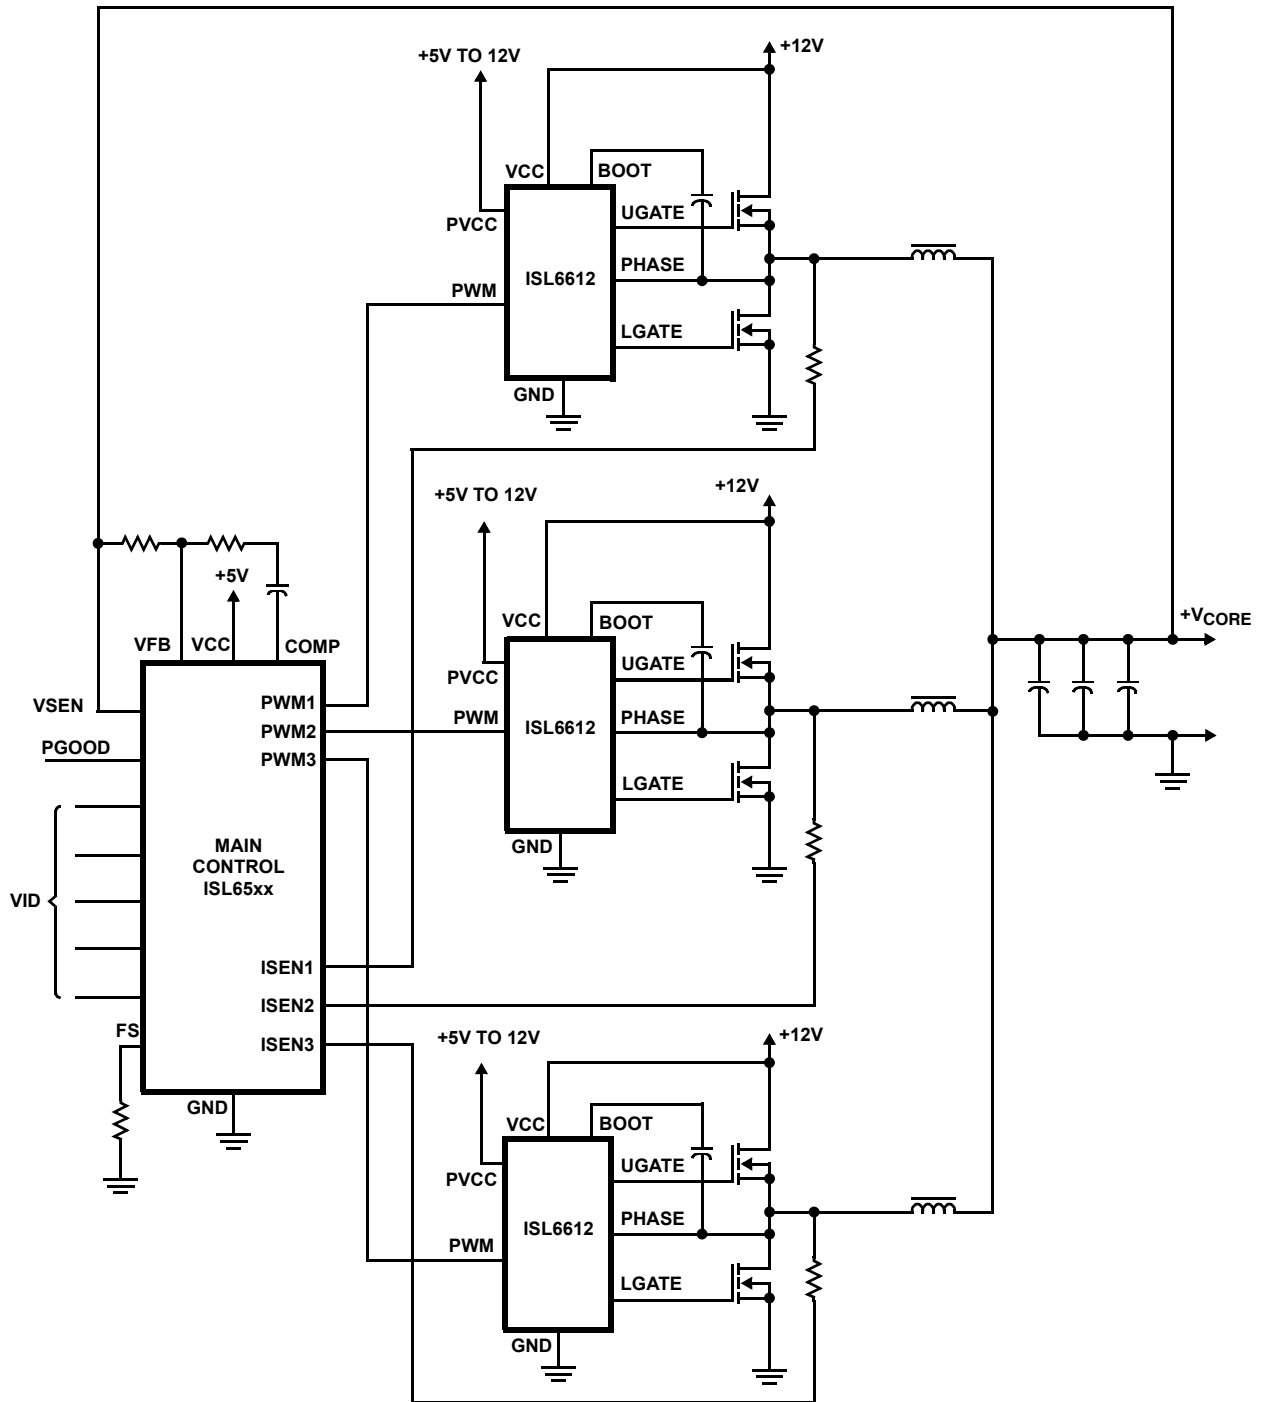 +12V
+5V TO 12V
VCC
BOOT
UGATE
PVCC
PHASE
ISL6612
PWM
LGATE
GND
+12V
+5V TO 12V
+5V
VCC
BOOT
+VCORE
VFB
VCC
COMP
UGATE
PVCC
VSEN
PWM1
PWM
PHASE
ISL6612
PWM2
PGOOD
PWM3
LGATE
MAIN
CONTROL
ISL65xx
GND
VID
ISEN1
ISEN2
FS
ISEN3
+5V TO 12V
+12V
GND
VCC
BOOT
UGATE
PVCC
PHASE
ISL6612
PWM
LGATE
GND